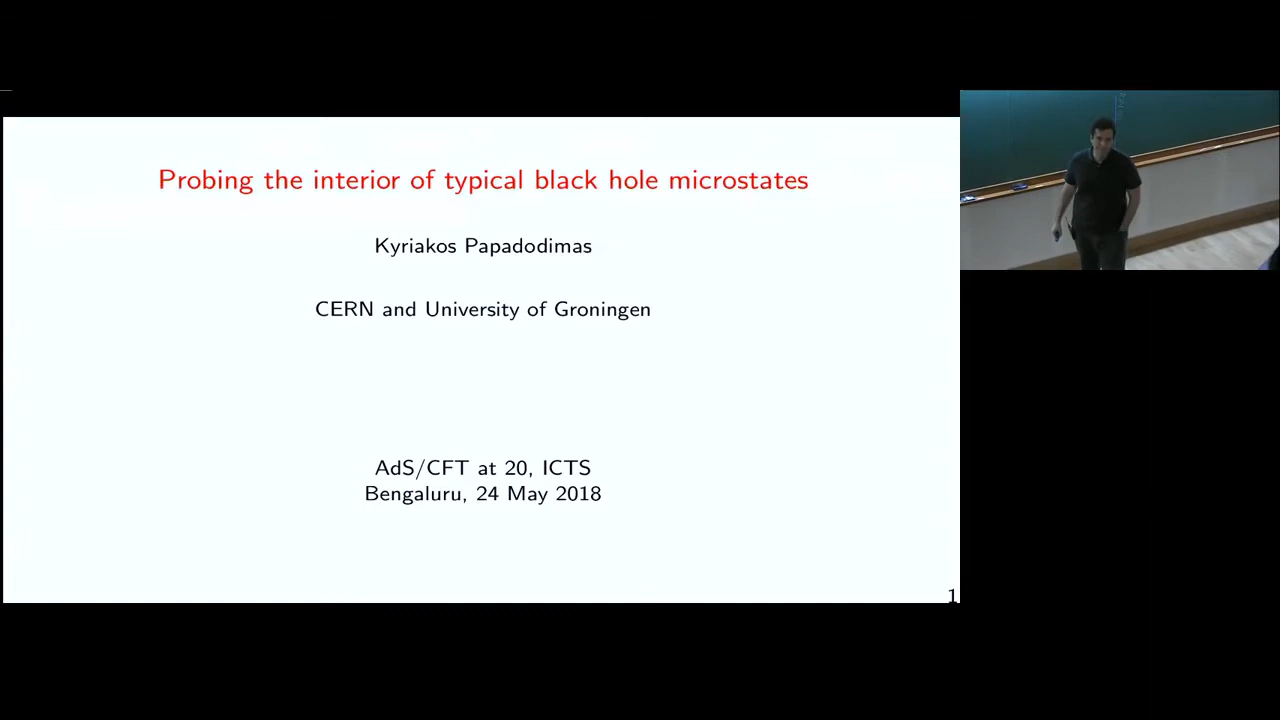 Probing the interior of typical black hole microstates
Kyriakos Papadodimas
CERN and University of Groningen
AdS/CFT at 20, ICTS
Bengaluru, 24 May 2018
1